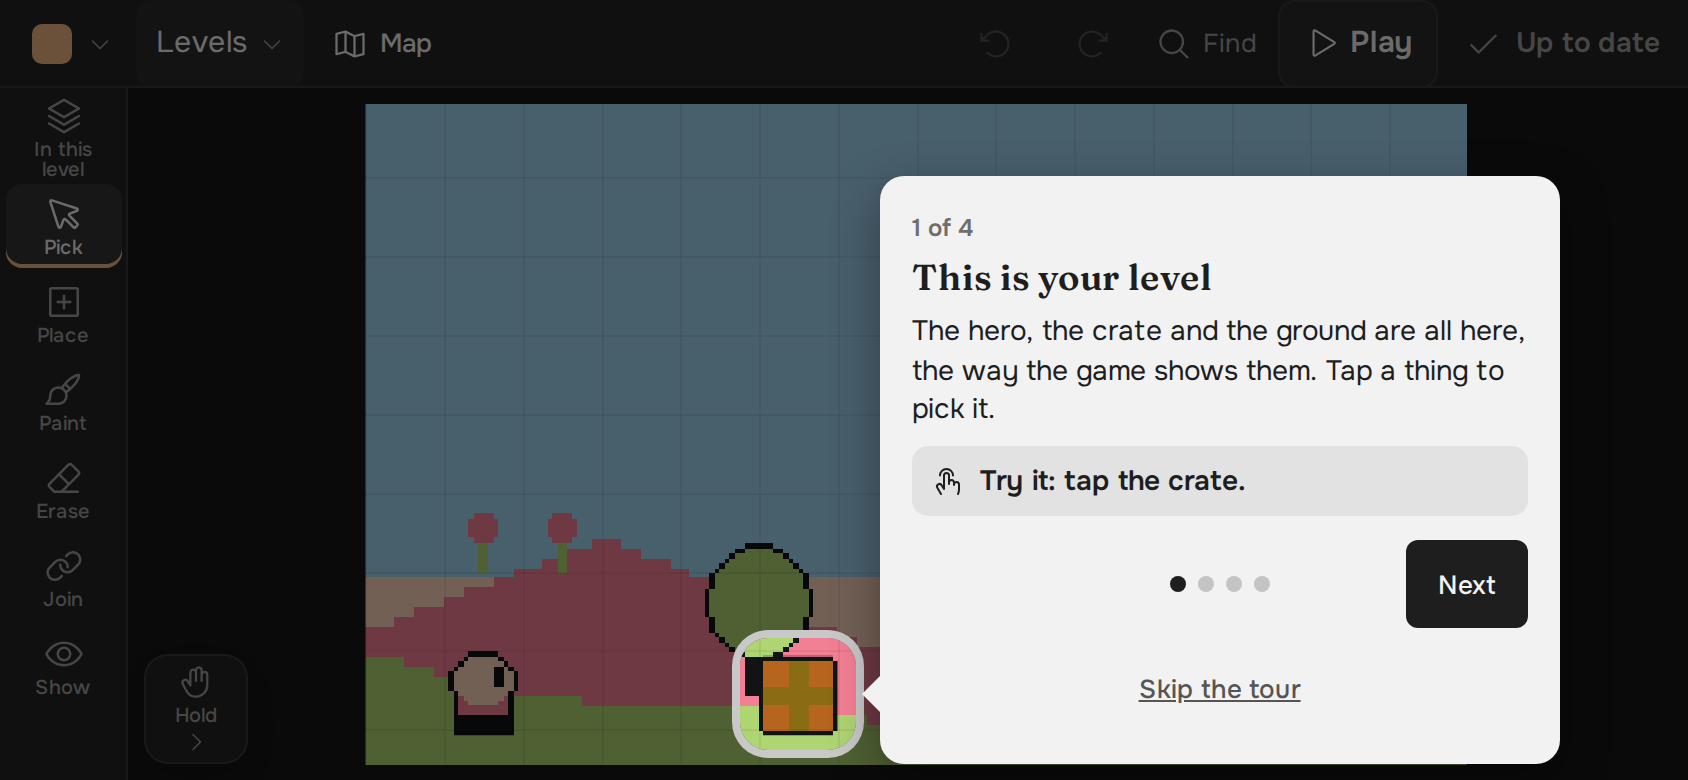 Levels
Map
Find
Play
Up to date
In this
level
Pick
Place
Paint
Erase
Join
Show
Hold
1 of 4
This is your level
The hero, the crate and the ground are all here,
the way the game shows them. Tap a thing to
pick it.
Try it: tap the crate.
Next
Skip the tour